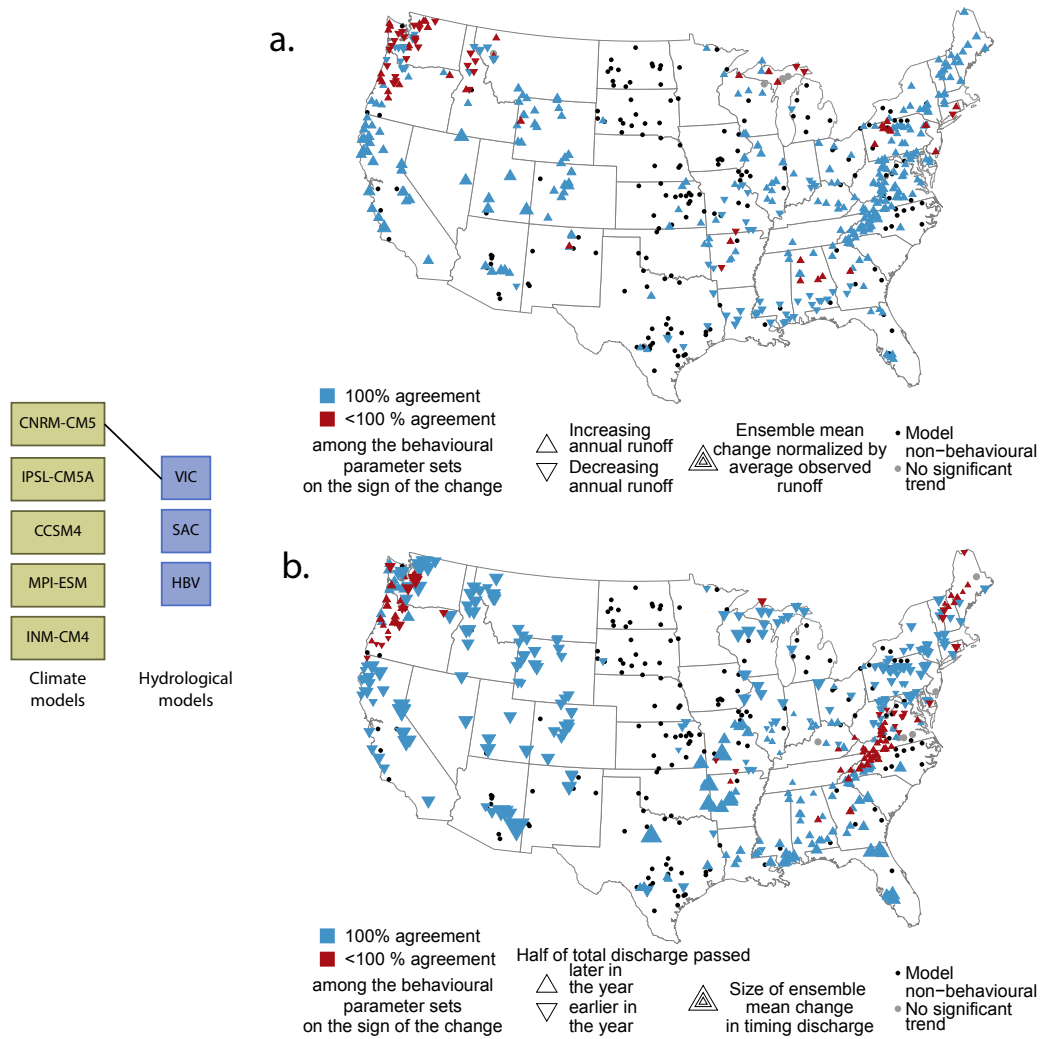 a.
100% agreement
<100 % agreement
among the behavioural
parameter sets
on the sign of the change
Increasing
annual runoff
Decreasing
annual runoff
Ensemble mean
change normalized by
average observed
runoff
Model
non−behavioural
No significant
trend
CNRM-CM5
IPSL-CM5A
CCSM4
MPI-ESM
INM-CM4
Climate
models
VIC
SAC
HBV
Hydrological
models
b.
100% agreement
<100 % agreement
among the behavioural
parameter sets
on the sign of the change
Half of total discharge passed
later in
the year
earlier in
the year
Size of ensemble
mean change
in timing discharge
Model
non−behavioural
No significant
trend